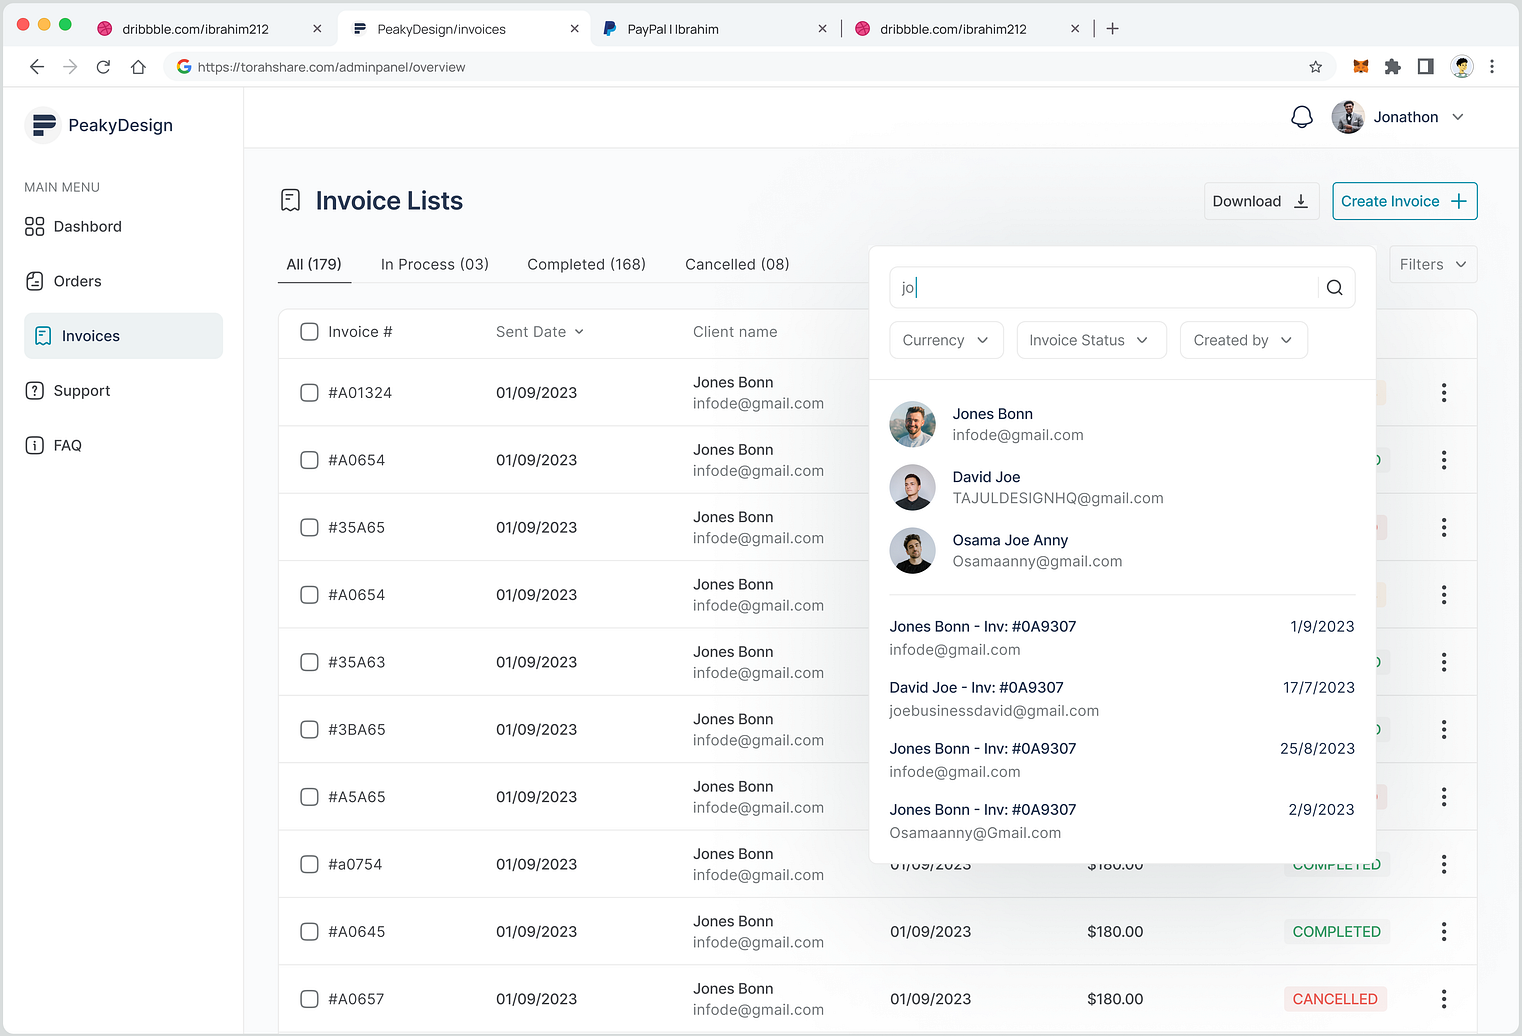 dribbble.com/ibrahim212
PeakyDesign/invoices
PayPal | Ibrahim
dribbble.com/ibrahim212
https://torahshare.com/adminpanel/overview
PeakyDesign
Jonathon
MAIN MENU
Dashbord
Orders
Invoices
Support
FAQ
Invoice Lists
Download
Create Invoice
All (179)
In Process (03)
Completed (168)
Cancelled (08)
Filters
jo
Currency
Invoice Status
Created by
Jones Bonn
infode@gmail.com
David Joe
TAJULDESIGNHQ@gmail.com
Osama Joe Anny
Osamaanny@gmail.com
Jones Bonn - Inv: #0A9307 1/9/2023
infode@gmail.com
David Joe - Inv: #0A9307 17/7/2023
joebusinessdavid@gmail.com
Jones Bonn - Inv: #0A9307 25/8/2023
infode@gmail.com
Jones Bonn - Inv: #0A9307 2/9/2023
Osamaanny@Gmail.com
Invoice # Sent Date Client name
#A01324 01/09/2023 Jones Bonn
infode@gmail.com
#A0654 01/09/2023 Jones Bonn
infode@gmail.com
#35A65 01/09/2023 Jones Bonn
infode@gmail.com
#A0654 01/09/2023 Jones Bonn
infode@gmail.com
#35A63 01/09/2023 Jones Bonn
infode@gmail.com
#3BA65 01/09/2023 Jones Bonn
infode@gmail.com
#A5A65 01/09/2023 Jones Bonn
infode@gmail.com
#a0754 01/09/2023 Jones Bonn 01/09/2023 $180.00 COMPLETED
infode@gmail.com
#A0645 01/09/2023 Jones Bonn 01/09/2023 $180.00 COMPLETED
infode@gmail.com
#A0657 01/09/2023 Jones Bonn 01/09/2023 $180.00 CANCELLED
infode@gmail.com